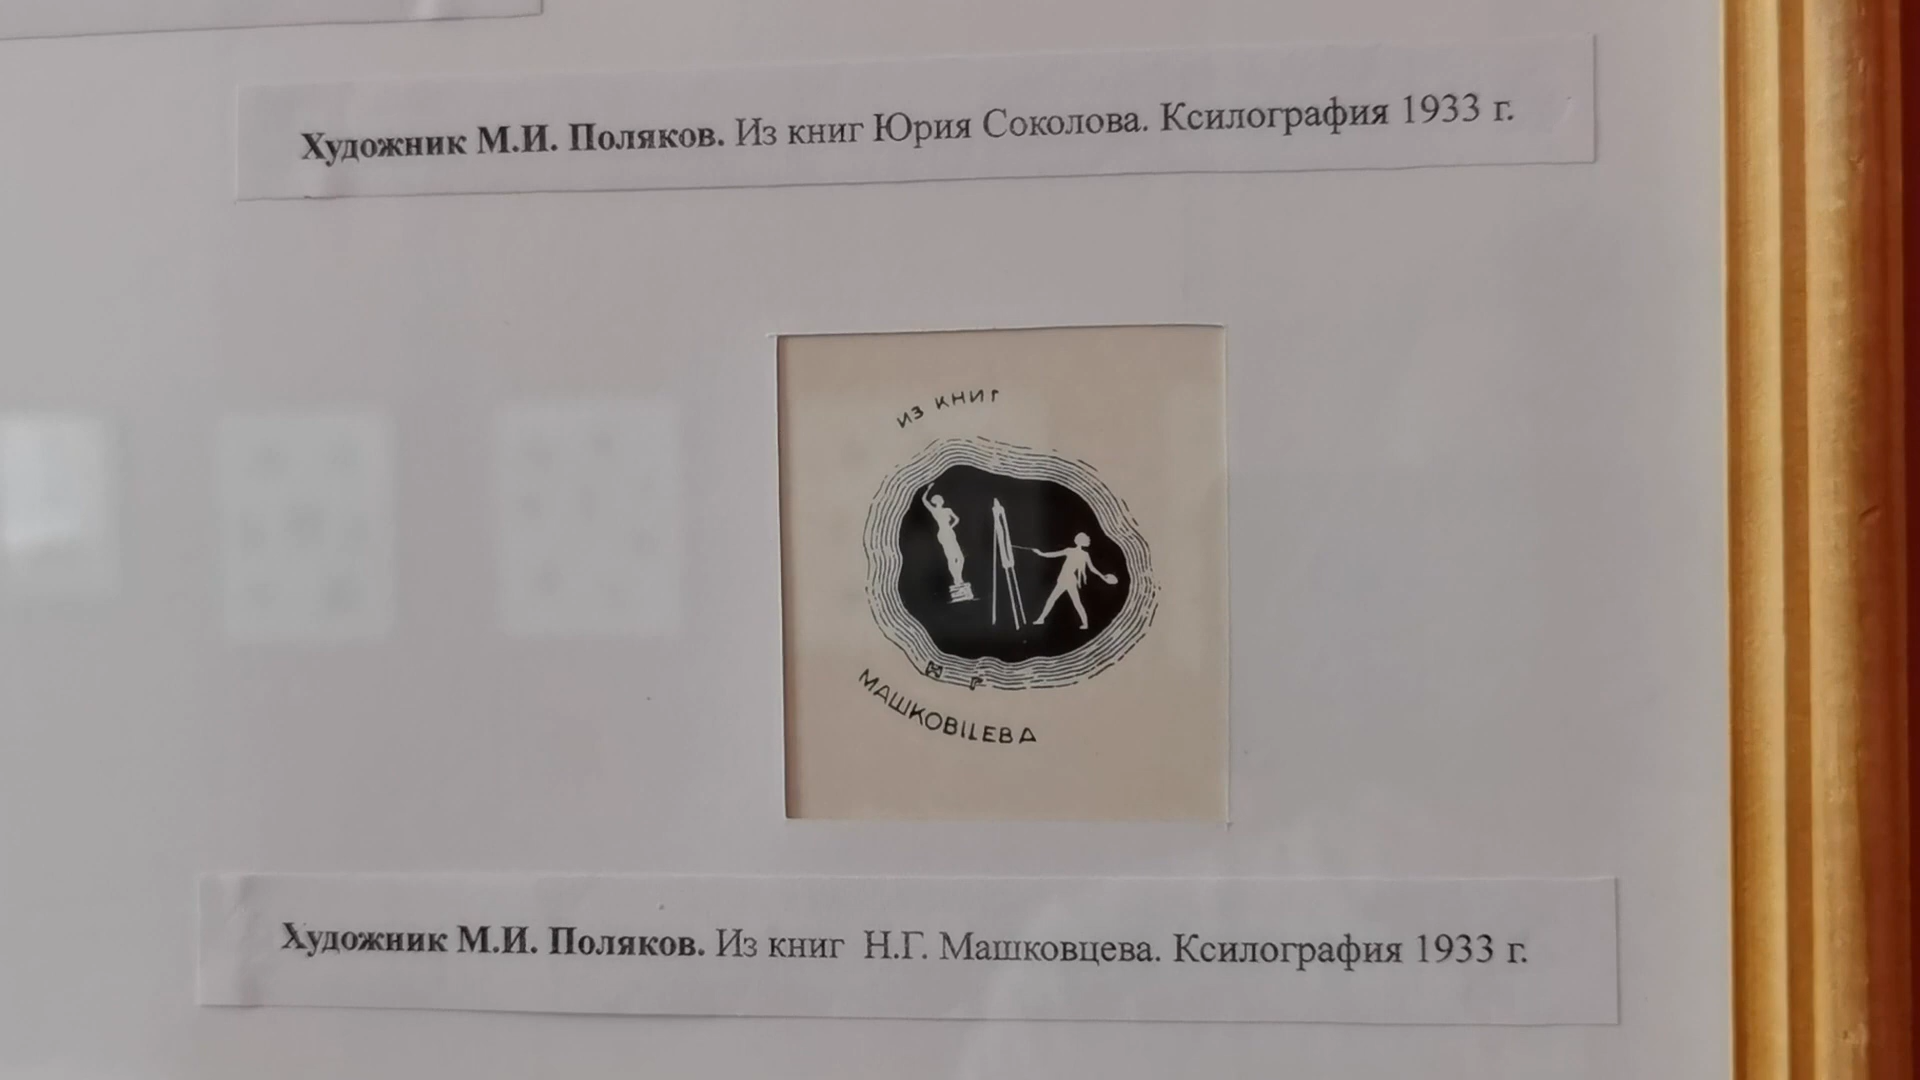 Художник М.И. Поляков. Из книг Юрия Соколова. Ксилография 1933 г.
ИЗ КНИГ
Н Г
МАШКОВЦЕВА
Художник М.И. Поляков. Из книг Н.Г. Машковцева. Ксилография 1933 г.